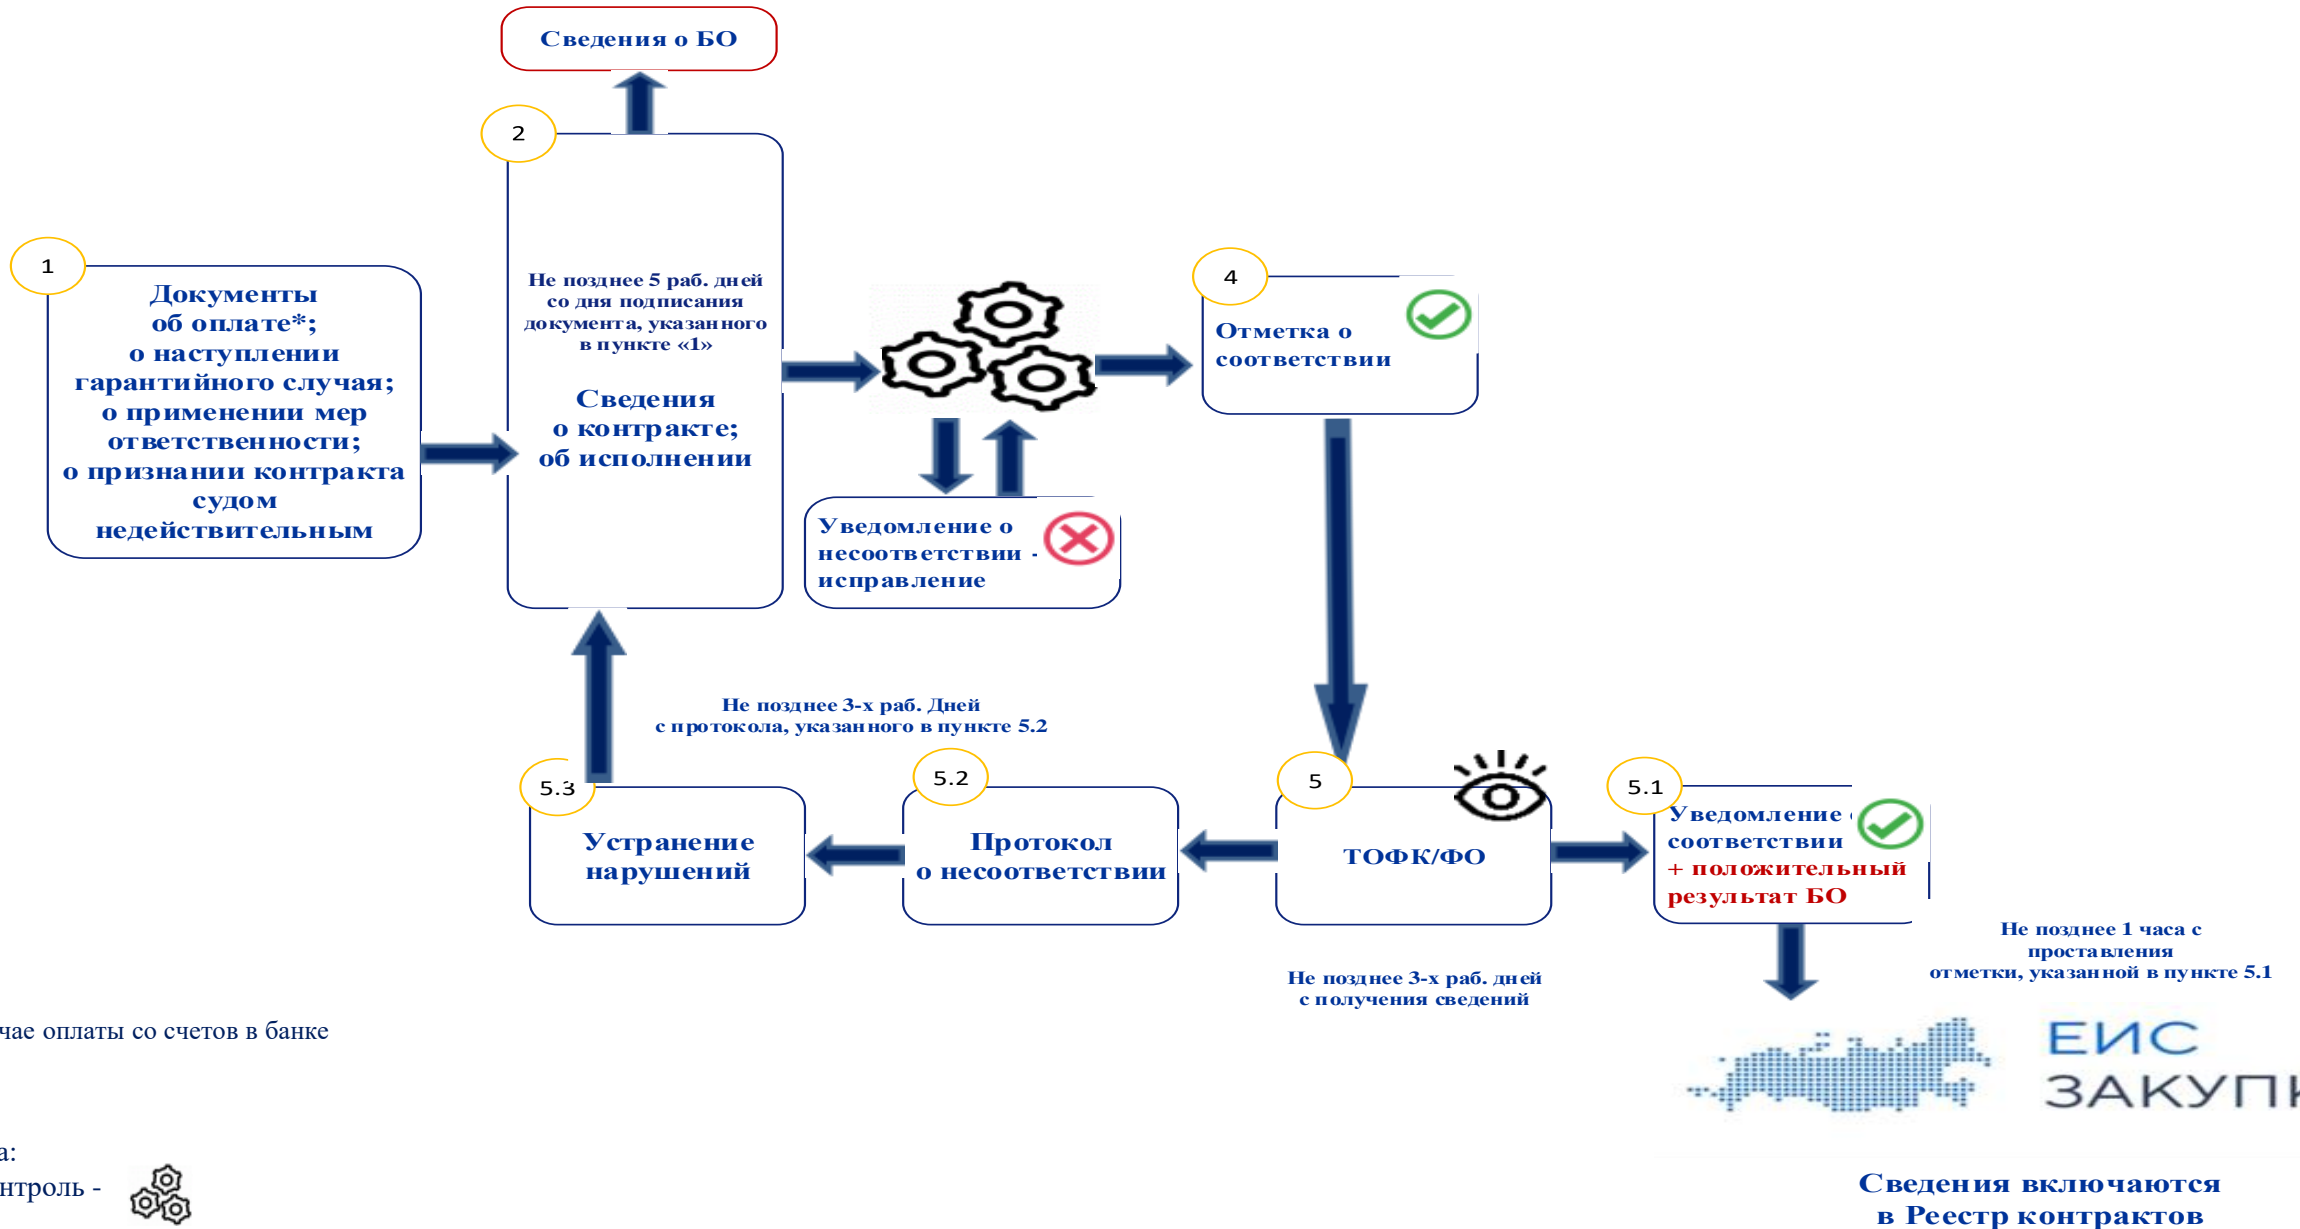 Сведения о БО
2
1
Документы
об оплате*;
о наступлении
гарантийного случая;
о применении мер
ответственности;
о признании контракта
судом
недействительным
Не позднее 5 раб. дней
со дня подписания
документа, указанного
в пункте «1»
Сведения
о контракте;
об исполнении
4
Отметка о
соответствии
Уведомление о
несоответствии -
исправление
Не позднее 3-х раб. Дней
с протокола, указанного в пункте 5.2
5.3
Устранение
нарушений
5.2
Протокол
о несоответствии
5
ТОФК/ФО
5.1
Уведомление
соответствии
+ положительный
результат БО
Не позднее 3-х раб. дней
с получения сведений
Не позднее 1 часа с
проставления
отметки, указанной в пункте 5.1
чае оплаты со счетов в банке
ЕИС
ЗАКУП
а:
нтроль -
Сведения включаются
в Реестр контрактов